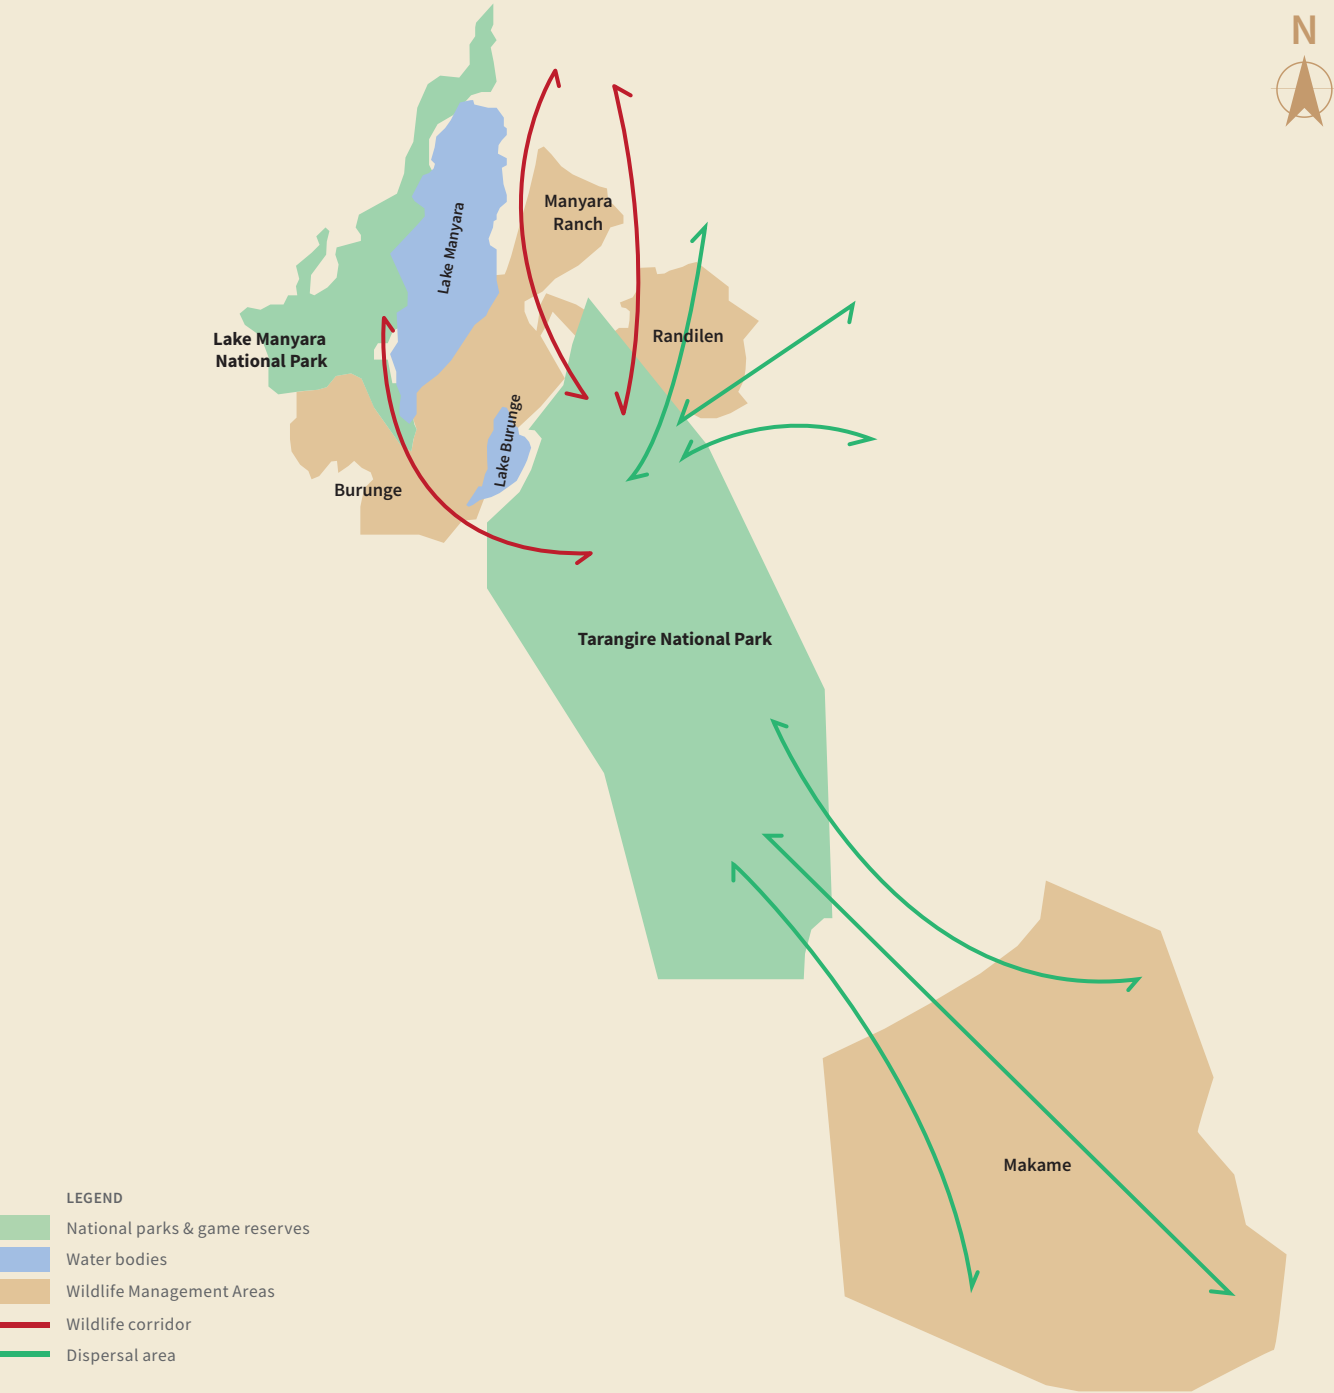 N
Manyara
Ranch
Lake Manyara
Randilen
Lake Manyara
National Park
Lake Burunge
Burunge
Tarangire National Park
Makame
LEGEND
National parks & game reserves
Water bodies
Wildlife Management Areas
Wildlife corridor
Dispersal area